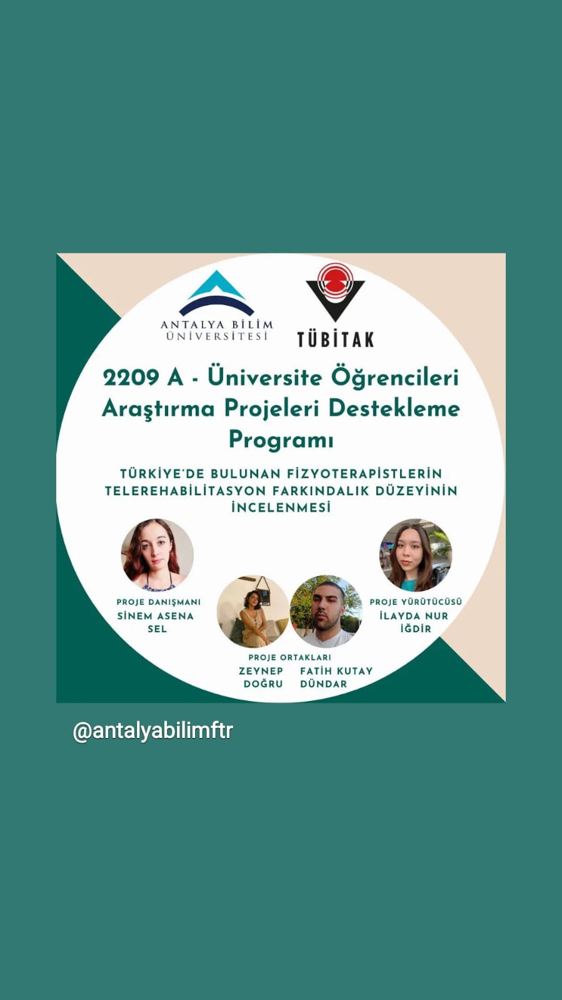 ANTALYA BİLİM
ÜNİVERSİTESİ
TÜBİTAK
2209 A - Üniversite Öğrencileri
Araştırma Projeleri Destekleme
Programı
TÜRKİYE'DE BULUNAN FİZYOTERAPİSTLERİN
TELEREHABİLİTASYON FARKINDALIK DÜZEYİNİN
İNCELENMESİ
PROJE DANIŞMANI
SİNEM ASENA
SEL
PROJE YÜRÜTÜCÜSÜ
İLAYDA NUR
İĞDİR
PROJE ORTAKLARI
ZEYNEP
DOĞRU
FATİH KUTAY
DÜNDAR
@antalyabilimftr